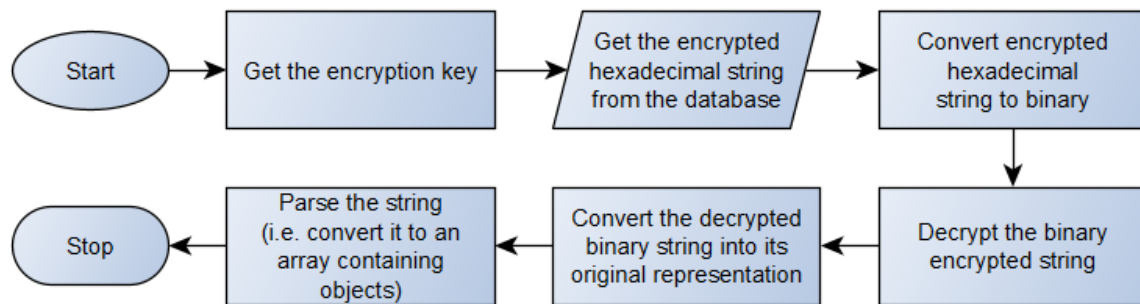 Start
Get the encryption key
Get the encrypted
hexadecimal string
from the database
Convert encrypted
hexadecimal
string to binary
Decrypt the binary
encrypted string
Convert the decrypted
binary string into its
original representation
Parse the string
(i.e. convert it to an
array containing
objects)
Stop